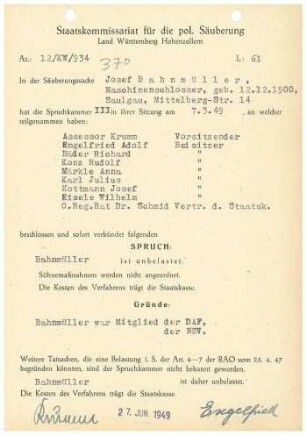 Staatskommissariat für die pol. Säuberung
Land Württemberg Hohenzollern
Az.: 12/KW/934
370
L: 61
In der Säuberungssache Josef Bahnmüller,
Maschinenschlosser, geb. 12.12.1900,
Saulgau, Mittelberg-Str. 14
hat die Spruchkammer III in ihrer Sitzung am 7.3.49, an welcher
teilgenommen haben:
Assessor Krumm Vorsitzender
Engelfried Adolf Beisitzer
Bäder Richard "
Kons Rudolf "
Märkle Anna "
Karl Julius "
Kottmann Josef "
Eisele Wilhelm "
O.Reg.Rat Dr. Schmid Vertr. d. Staatsk.
beschlossen und sofort verkündet folgenden
SPRUCH:
Bahnmüller ist unbelastet.
Sühnemaßnahmen werden nicht angeordnet.
Die Kosten des Verfahrens trägt die Staatskasse.
Gründe:
Bahnmüller war Mitglied der DAF,
der NSV.
Weitere Tatsachen, die eine Belastung i. S. der Art. 4-7 der RAO vom 25. 4. 47
begründen könnten, sind der Spruchkammer nicht bekannt geworden.
Bahnmüller ist daher unbelastet.
Die Kosten des Verfahrens trägt die Staatskasse.
Krumm
27. JUNI 1949
Engelfried